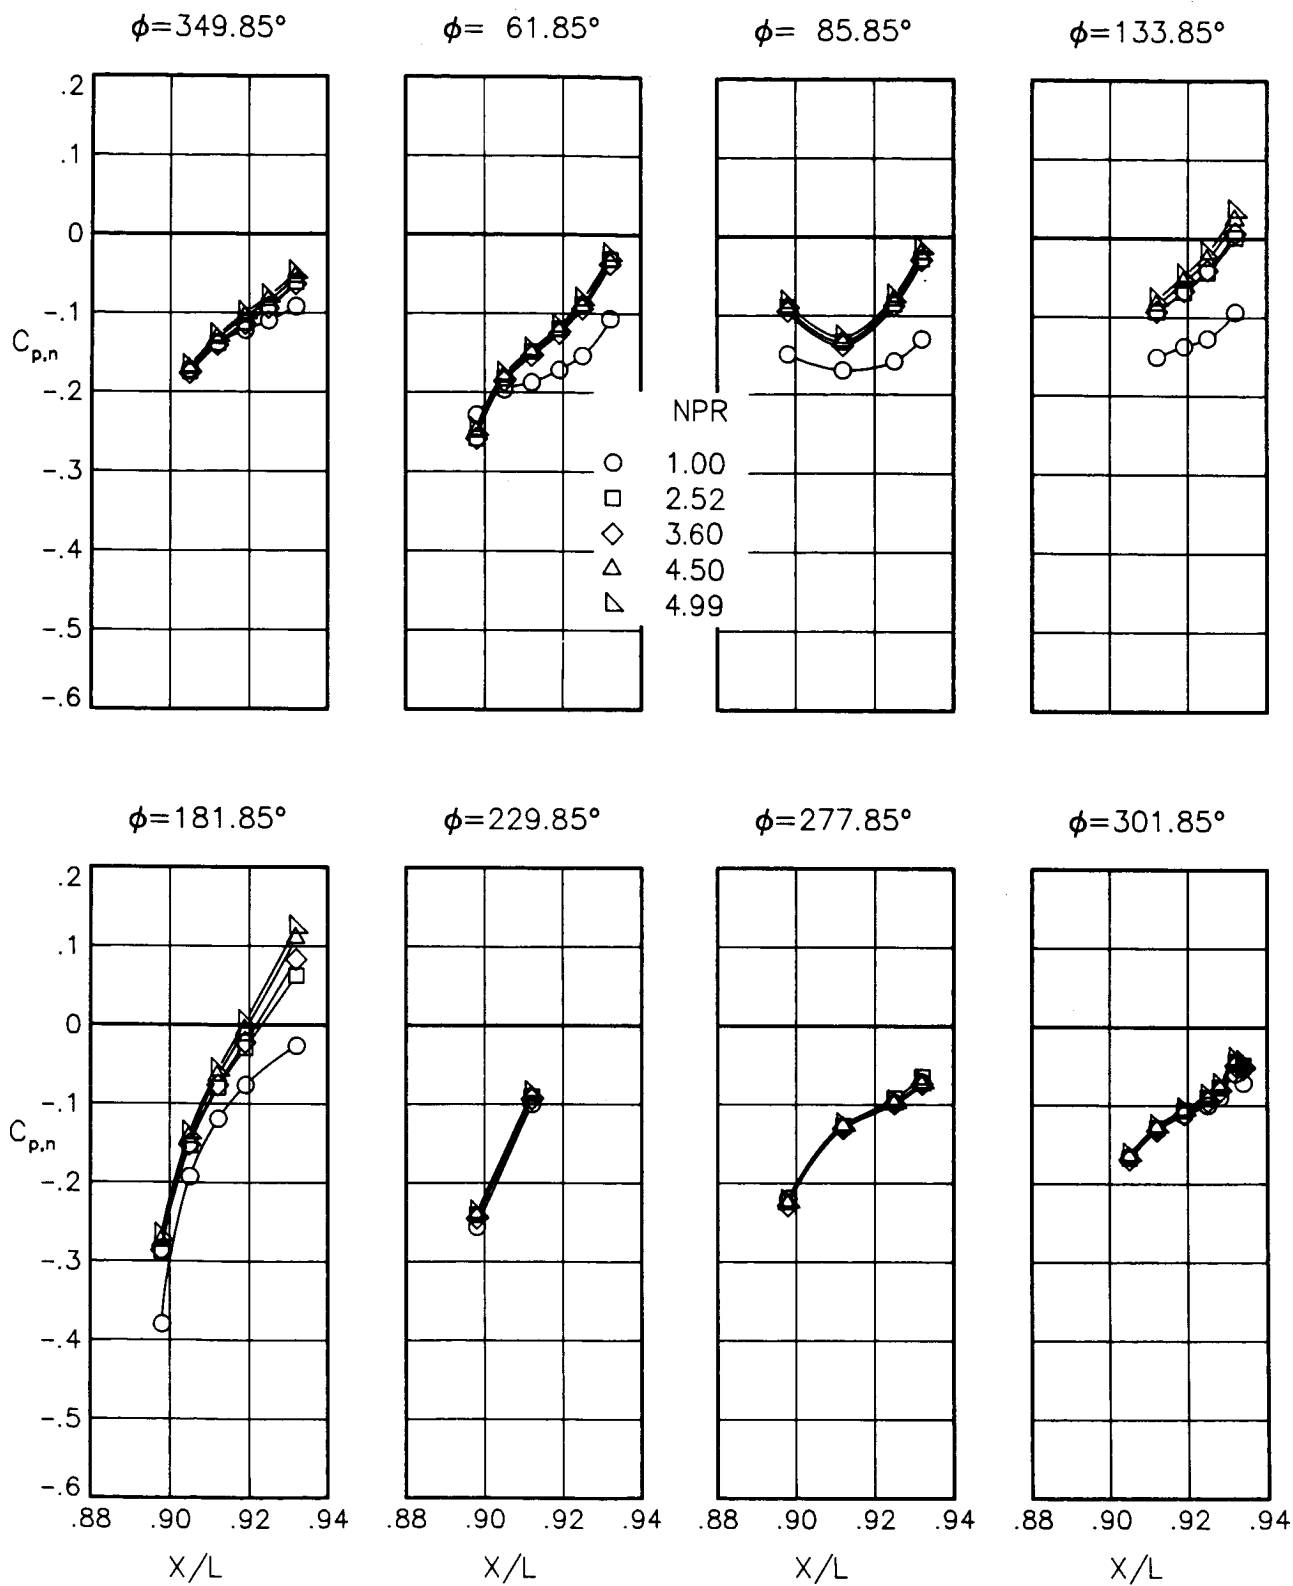 ϕ=349.85°
ϕ= 61.85°
ϕ= 85.85°
ϕ=133.85°
.2
.1
0
-.1
Cp,n
-.2
-.3
-.4
-.5
-.6
NPR
○ 1.00
□ 2.52
◇ 3.60
△ 4.50
◺ 4.99
ϕ=181.85°
ϕ=229.85°
ϕ=277.85°
ϕ=301.85°
.2
.1
0
-.1
Cp,n
-.2
-.3
-.4
-.5
-.6
.88 .90 .92 .94
.88 .90 .92 .94
.88 .90 .92 .94
.88 .90 .92 .94
X/L
X/L
X/L
X/L